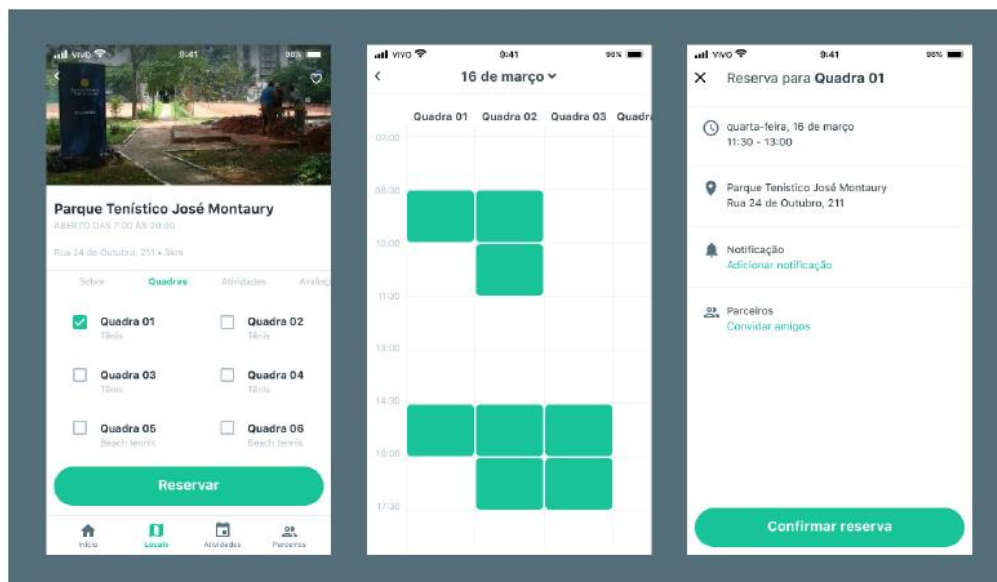 vivo
9:41
98%
Parque Tenístico José Montaury
ABERTO DAS 7:00 ÀS 20:00
Rua 24 de Outubro, 211 • 3km
Sobre Quadras Atividades Avaliaç
Quadra 01
Tênis
Quadra 02
Tênis
Quadra 03
Tênis
Quadra 04
Tênis
Quadra 05
Beach tennis
Quadra 06
Beach tennis
Reservar
Início Locais Atividades Parceiros
vivo 9:41 98%
16 de março
Quadra 01 Quadra 02 Quadra 03 Quadra
07:00
08:30
10:00
11:30
13:00
14:30
16:00
17:30
vivo 9:41 98%
Reserva para Quadra 01
quarta-feira, 16 de março
11:30 - 13:00
Parque Tenístico José Montaury
Rua 24 de Outubro, 211
Notificação
Adicionar notificação
Parceiros
Convidar amigos
Confirmar reserva